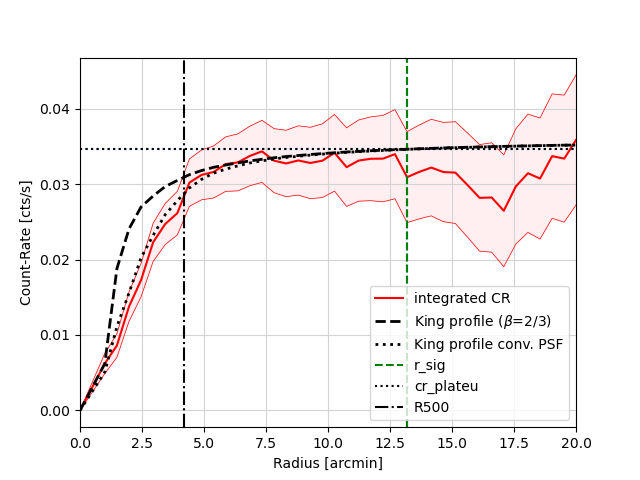 0.04
0.03
0.02
0.01
0.00
Count-Rate [cts/s]
integrated CR
King profile (β=2/3)
King profile conv. PSF
r_sig
cr_plateu
R500
0.0 2.5 5.0 7.5 10.0 12.5 15.0 17.5 20.0
Radius [arcmin]